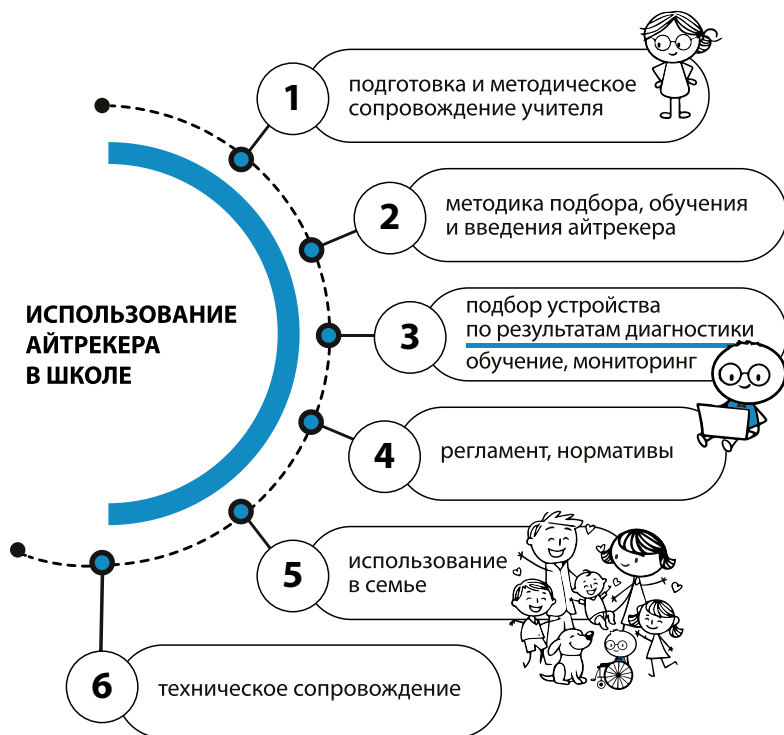 ИСПОЛЬЗОВАНИЕ
АЙТРЕКЕРА
В ШКОЛЕ
1
подготовка и методическое
сопровождение учителя
2
методика подбора, обучения
и введения айтрекера
3
подбор устройства
по результатам диагностики
обучение, мониторинг
4
регламент, нормативы
5
использование
в семье
6
техническое сопровождение